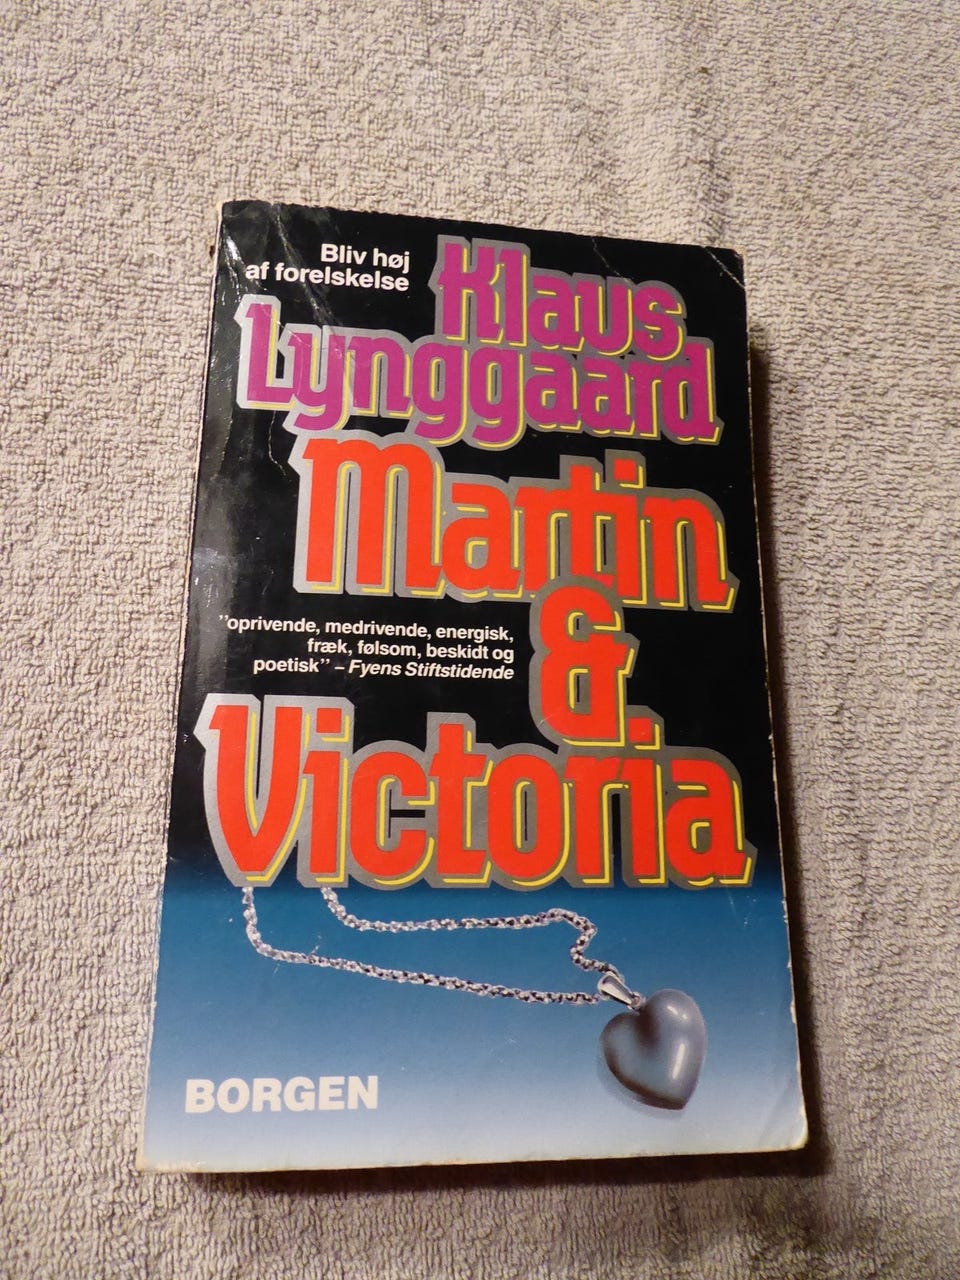 Bliv høj
af forelskelse
Klaus
Lynggaard
Martin
&
Victoria
”oprivende, medrivende, energisk,
fræk, følsom, beskidt og
poetisk” – Fyens Stiftstidende
BORGEN